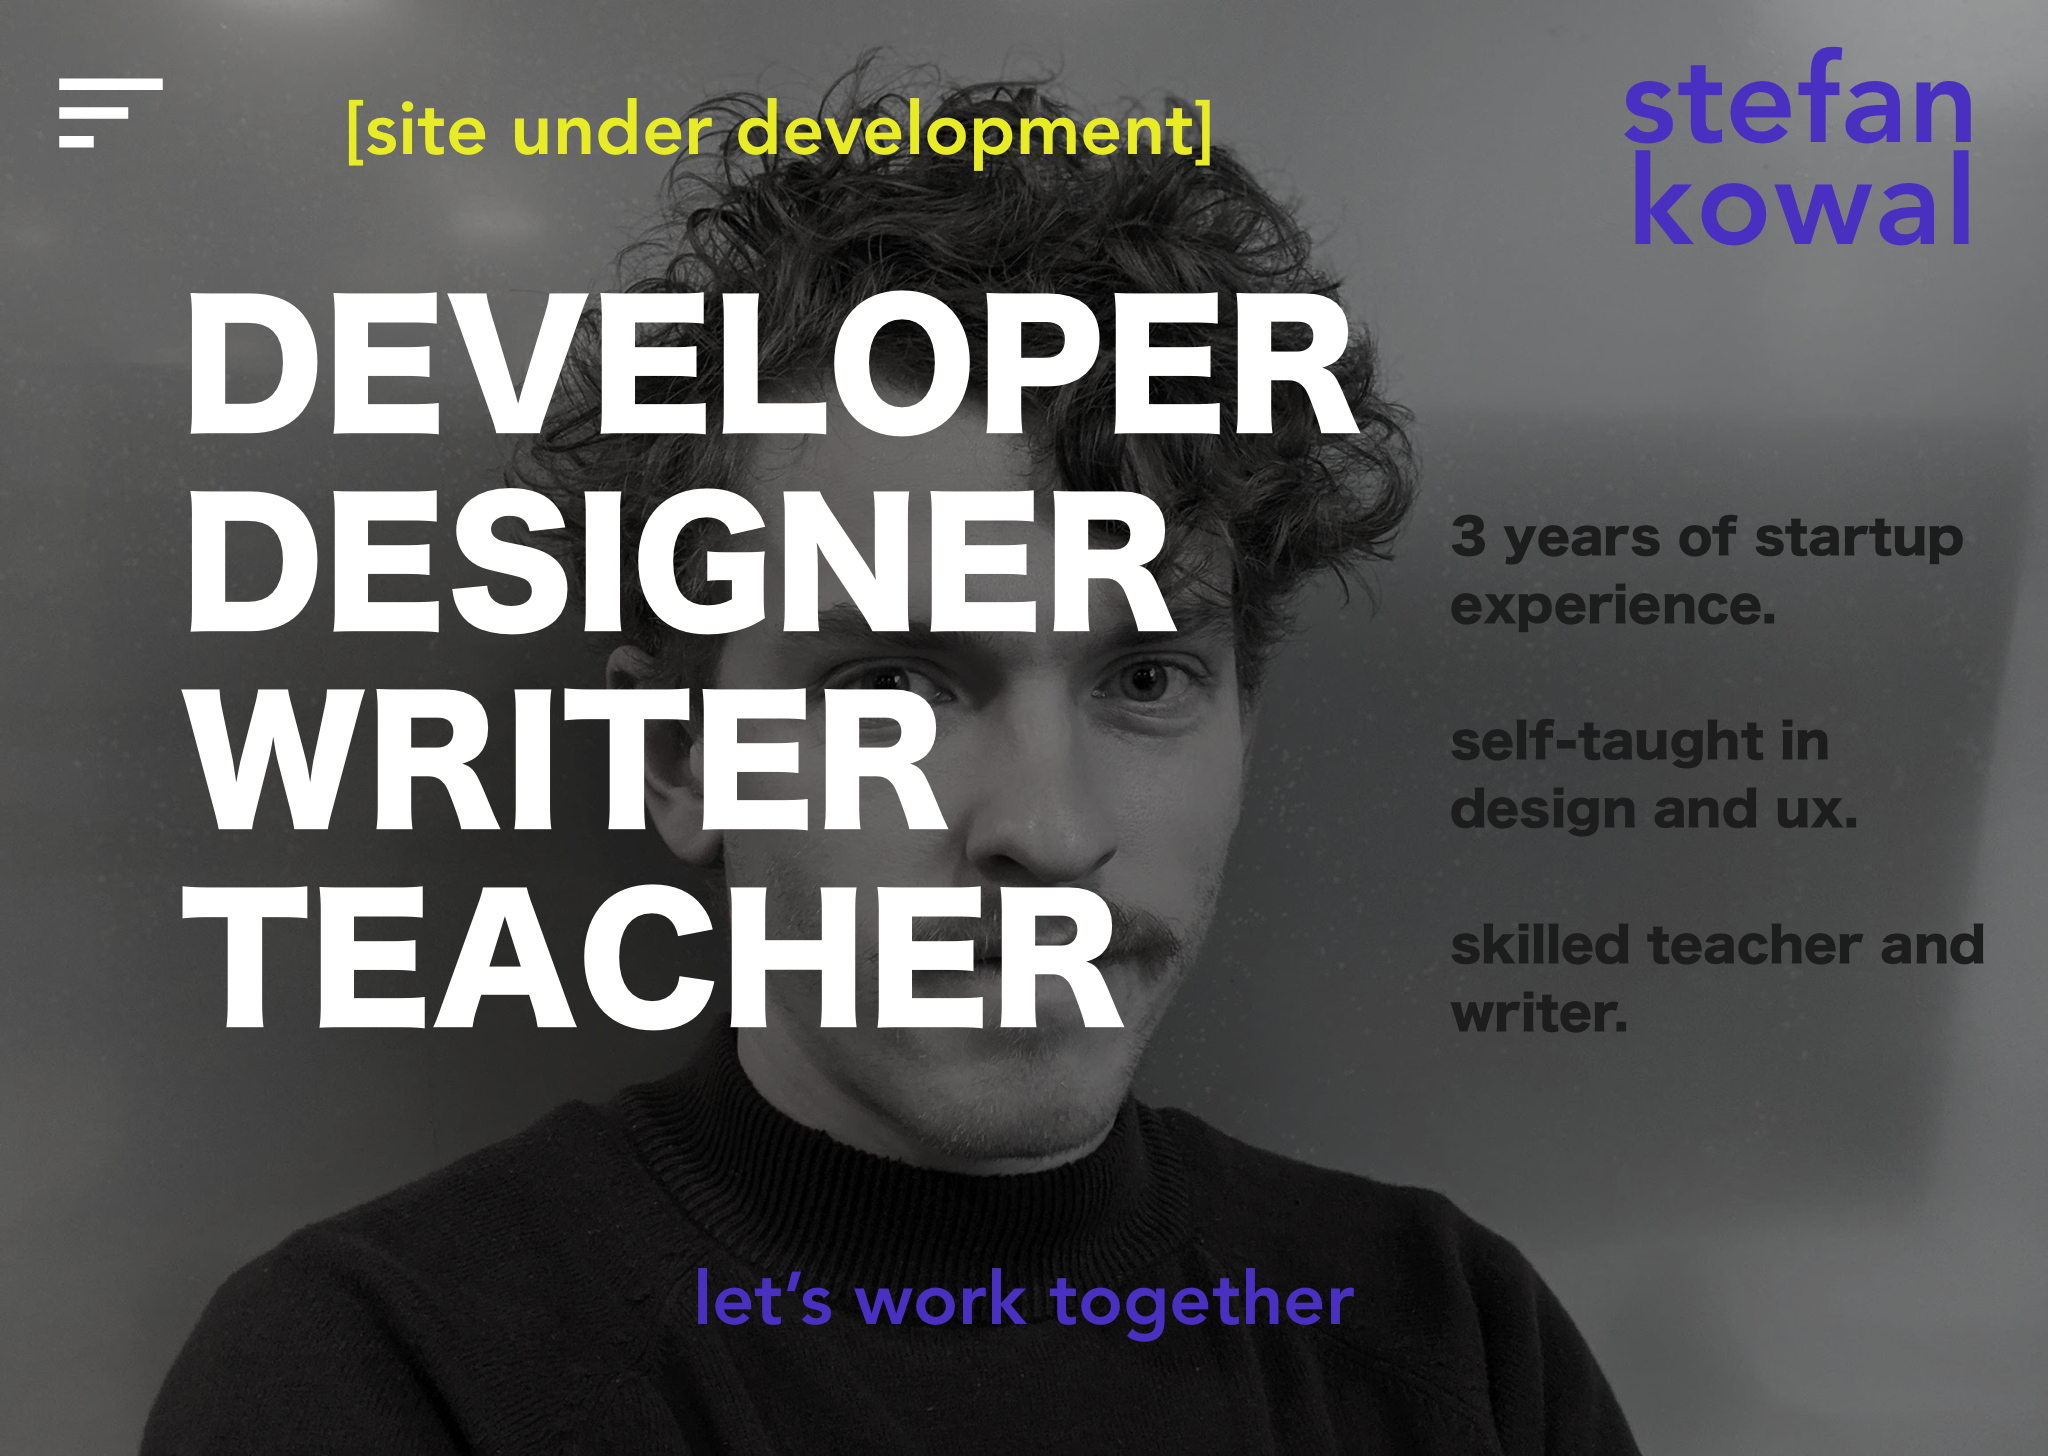 [site under development]
stefan
kowal
DEVELOPER
DESIGNER
WRITER
TEACHER
3 years of startup
experience.
self-taught in
design and ux.
skilled teacher and
writer.
let’s work together